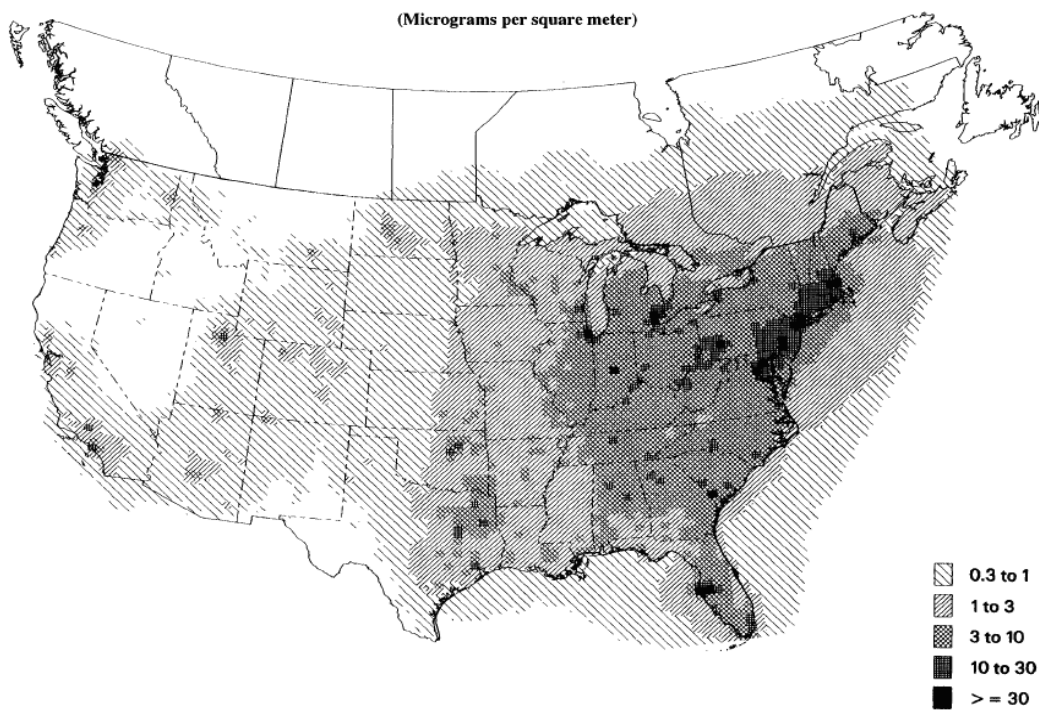 (Micrograms per square meter)
0.3 to 1
1 to 3
3 to 10
10 to 30
> = 30